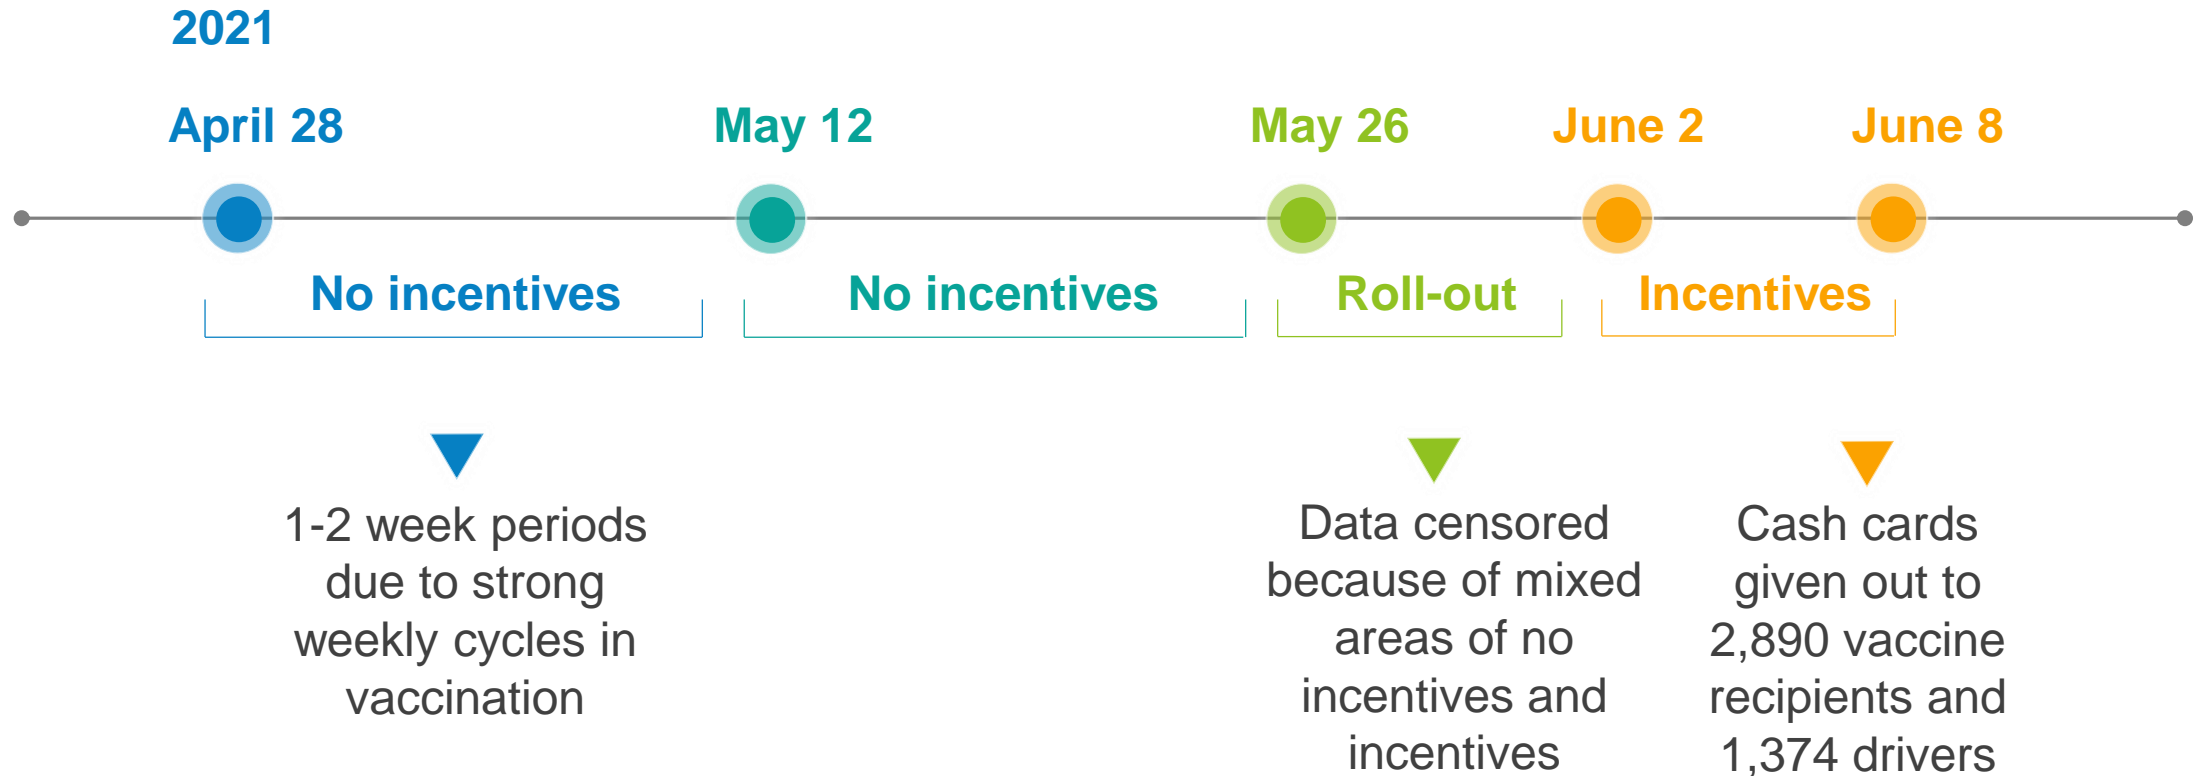 2021
April 28
May 12
May 26
June 2
June 8
No incentives
No incentives
Roll-out
Incentives
1-2 week periods
due to strong
weekly cycles in
vaccination
Data censored
because of mixed
areas of no
incentives and
incentives
Cash cards
given out to
2,890 vaccine
recipients and
1,374 drivers